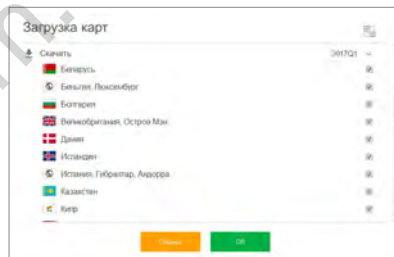 Загрузка карт
Скачать 2017Q1
Беларусь
Бельгия, Люксембург
Болгария
Великобритания, Остров Мэн
Дания
Исландия
Испания, Гибралтар, Андорра
Казахстан
Кипр
Отмена OK